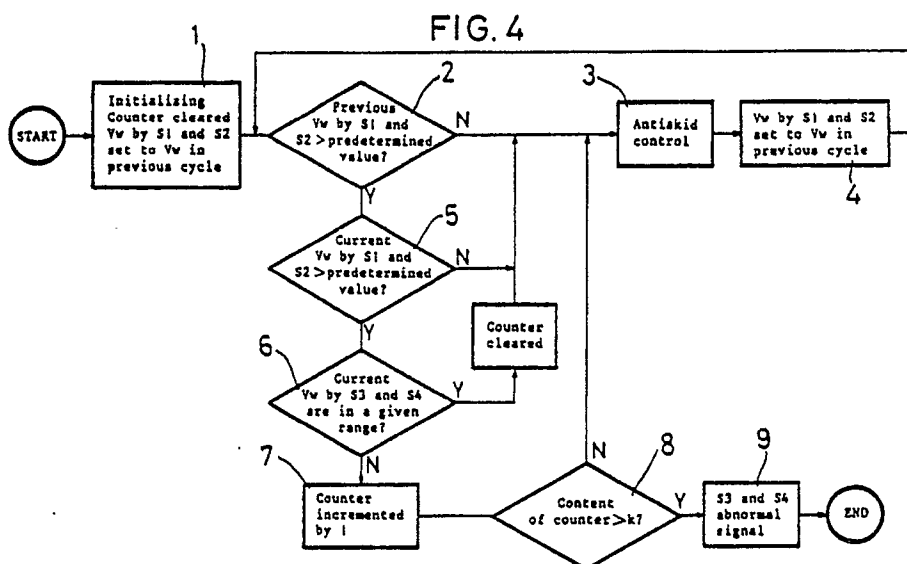 FIG. 4
1
START
Initializing
Counter cleared
Vw by S1 and S2
set to Vw in
previous cycle
2
Previous
Vw by S1 and
S2 > predetermined
value?
N
Y
3
Antiskid
control
Vw by S1 and S2
set to Vw in
previous cycle
4
5
Current
Vw by S1 and
S2 > predetermined
value?
N
Y
Counter
cleared
6
Current
Vw by S3 and S4
are in a given
range?
Y
N
7
Counter
incremented
by 1
8
Content
of counter > k?
N
Y
9
S3 and S4
abnormal
signal
END